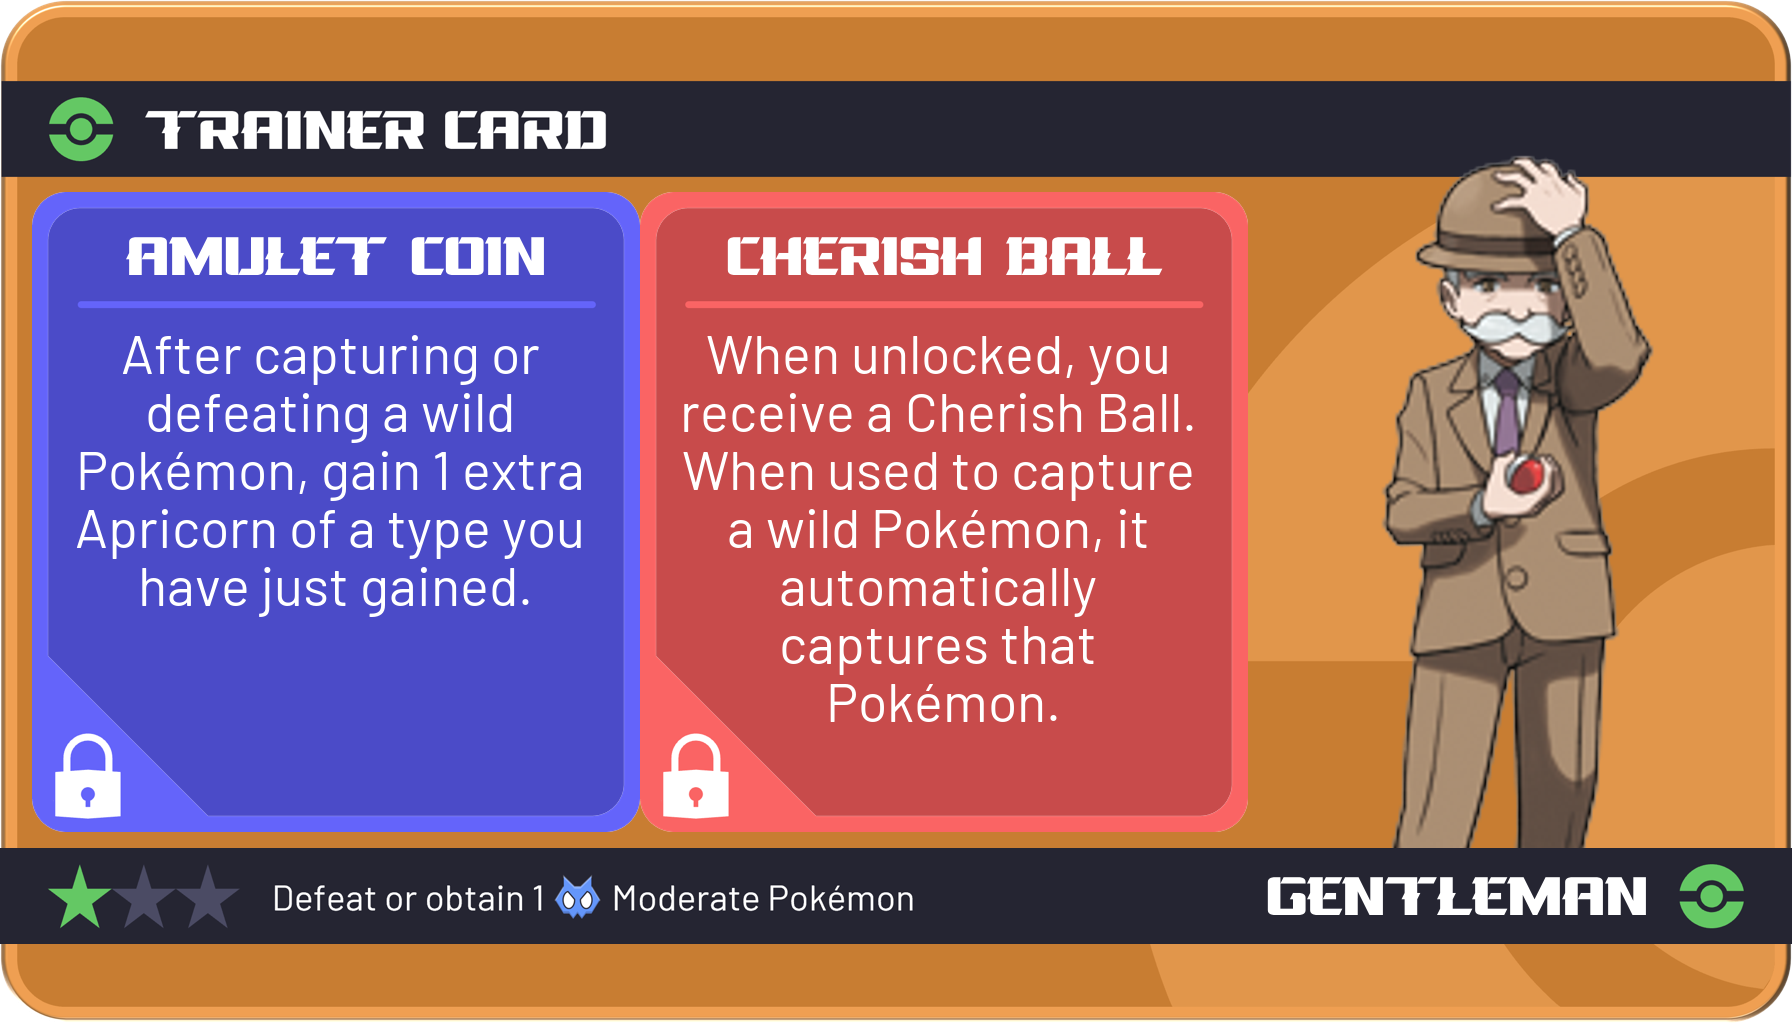 TRAINER CARD
AMULET COIN
After capturing or
defeating a wild
Pokémon, gain 1 extra
Apricorn of a type you
have just gained.
CHERISH BALL
When unlocked, you
receive a Cherish Ball.
When used to capture
a wild Pokémon, it
automatically
captures that
Pokémon.
Defeat or obtain 1 Moderate Pokémon
GENTLEMAN